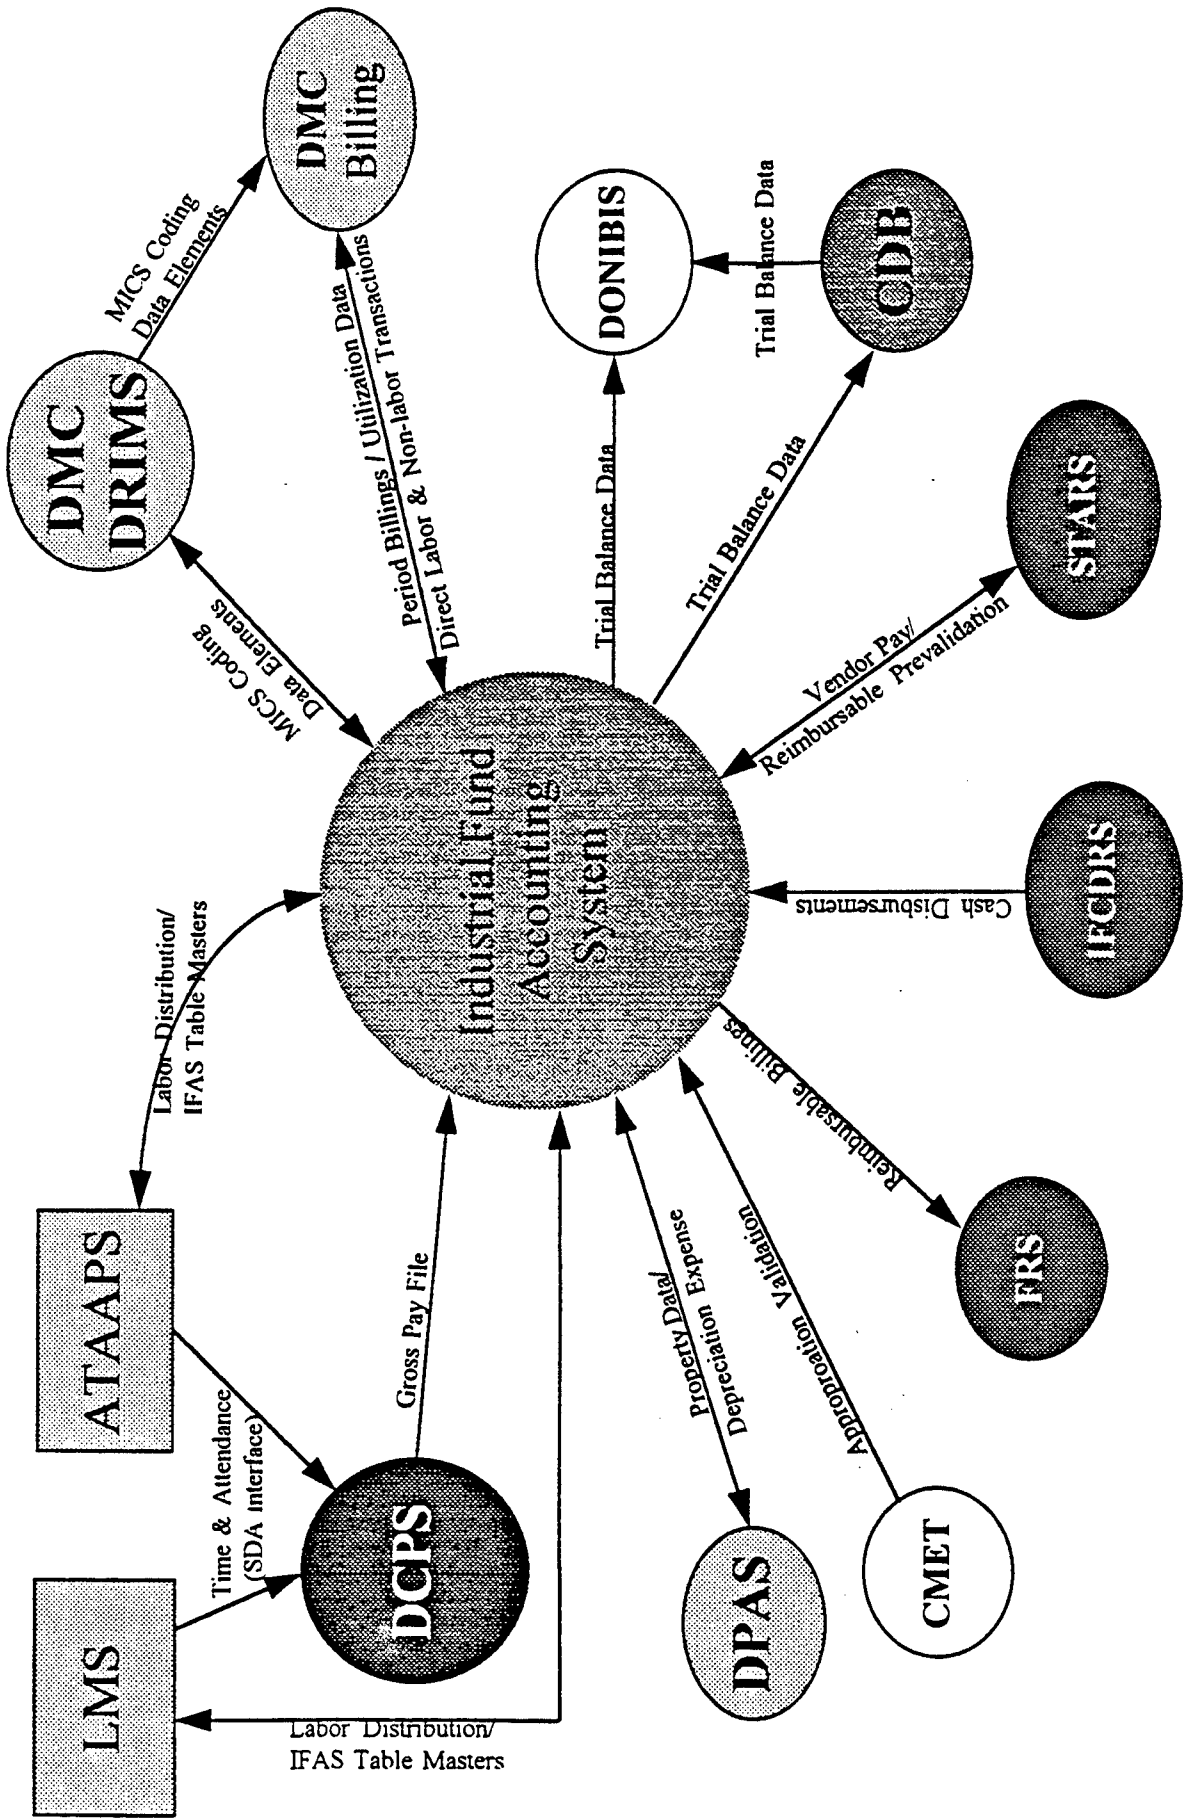 LMS
ATAAPS
DMC
DRIMS
DMC
Billing
Labor Distribution/
IFAS Table Masters
Time & Attendance
(SDA Interface)
DCPS
Gross Pay File
Labor Distribution/
IFAS Table Masters
MICS Coding
Data Elements
MICS Coding
Data Elements
Period Billings / Utilization Data
Direct Labor & Non-labor Transactions
Industrial Fund
Accounting
System
Trial Balance Data
DONIBIS
Trial Balance Data
Trial Balance Data
CDB
DPAS
Property Data/
Depreciation Expense
CMET
Approproation Validation
Reimbursable Billings
FRS
Cash Disbursements
IFCDRS
Vendor Pay/
Reimbursable Prevalidation
STARS